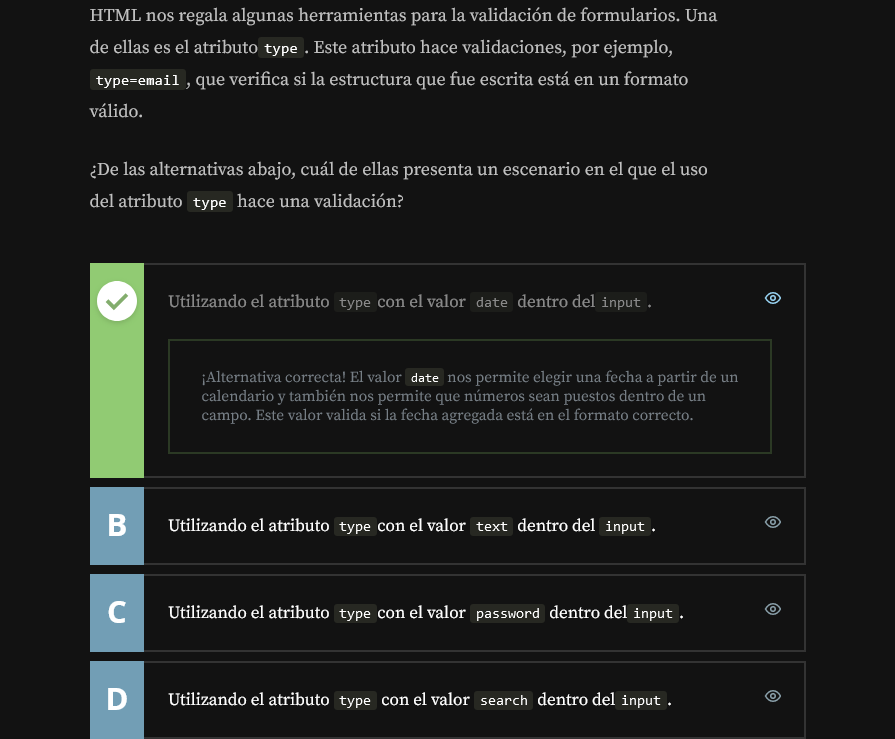 HTML nos regala algunas herramientas para la validación de formularios. Una
de ellas es el atributo type . Este atributo hace validaciones, por ejemplo,
type=email , que verifica si la estructura que fue escrita está en un formato
válido.
¿De las alternativas abajo, cuál de ellas presenta un escenario en el que el uso
del atributo type hace una validación?
Utilizando el atributo type con el valor date dentro del input .
¡Alternativa correcta! El valor date nos permite elegir una fecha a partir de un
calendario y también nos permite que números sean puestos dentro de un
campo. Este valor valida si la fecha agregada está en el formato correcto.
B Utilizando el atributo type con el valor text dentro del input .
C Utilizando el atributo type con el valor password dentro del input .
D Utilizando el atributo type con el valor search dentro del input .